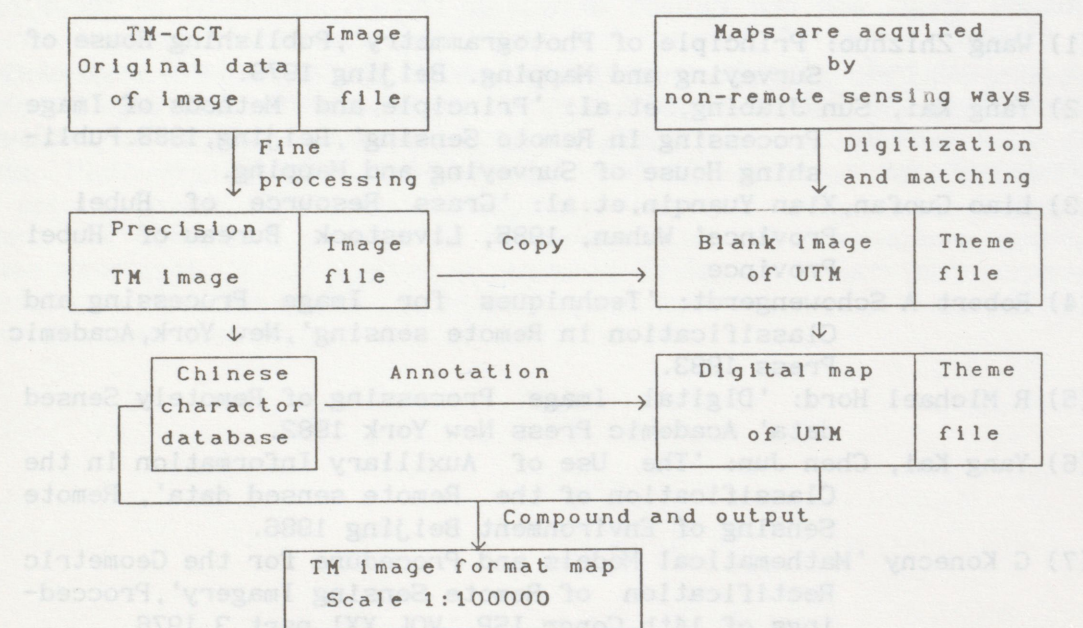 TM-CCT
Original date
of image
Image
file
Maps are acquired
by
non-remote sensing ways
Fine
processing
Digitization
and matching
Precision
TM image
Image
file
Copy
Blank image
of UTM
Theme
file
Chinese
charactor
database
Annotation
Digital map
of UTM
Theme
file
Compound and output
TM image format map
Scale 1:100000